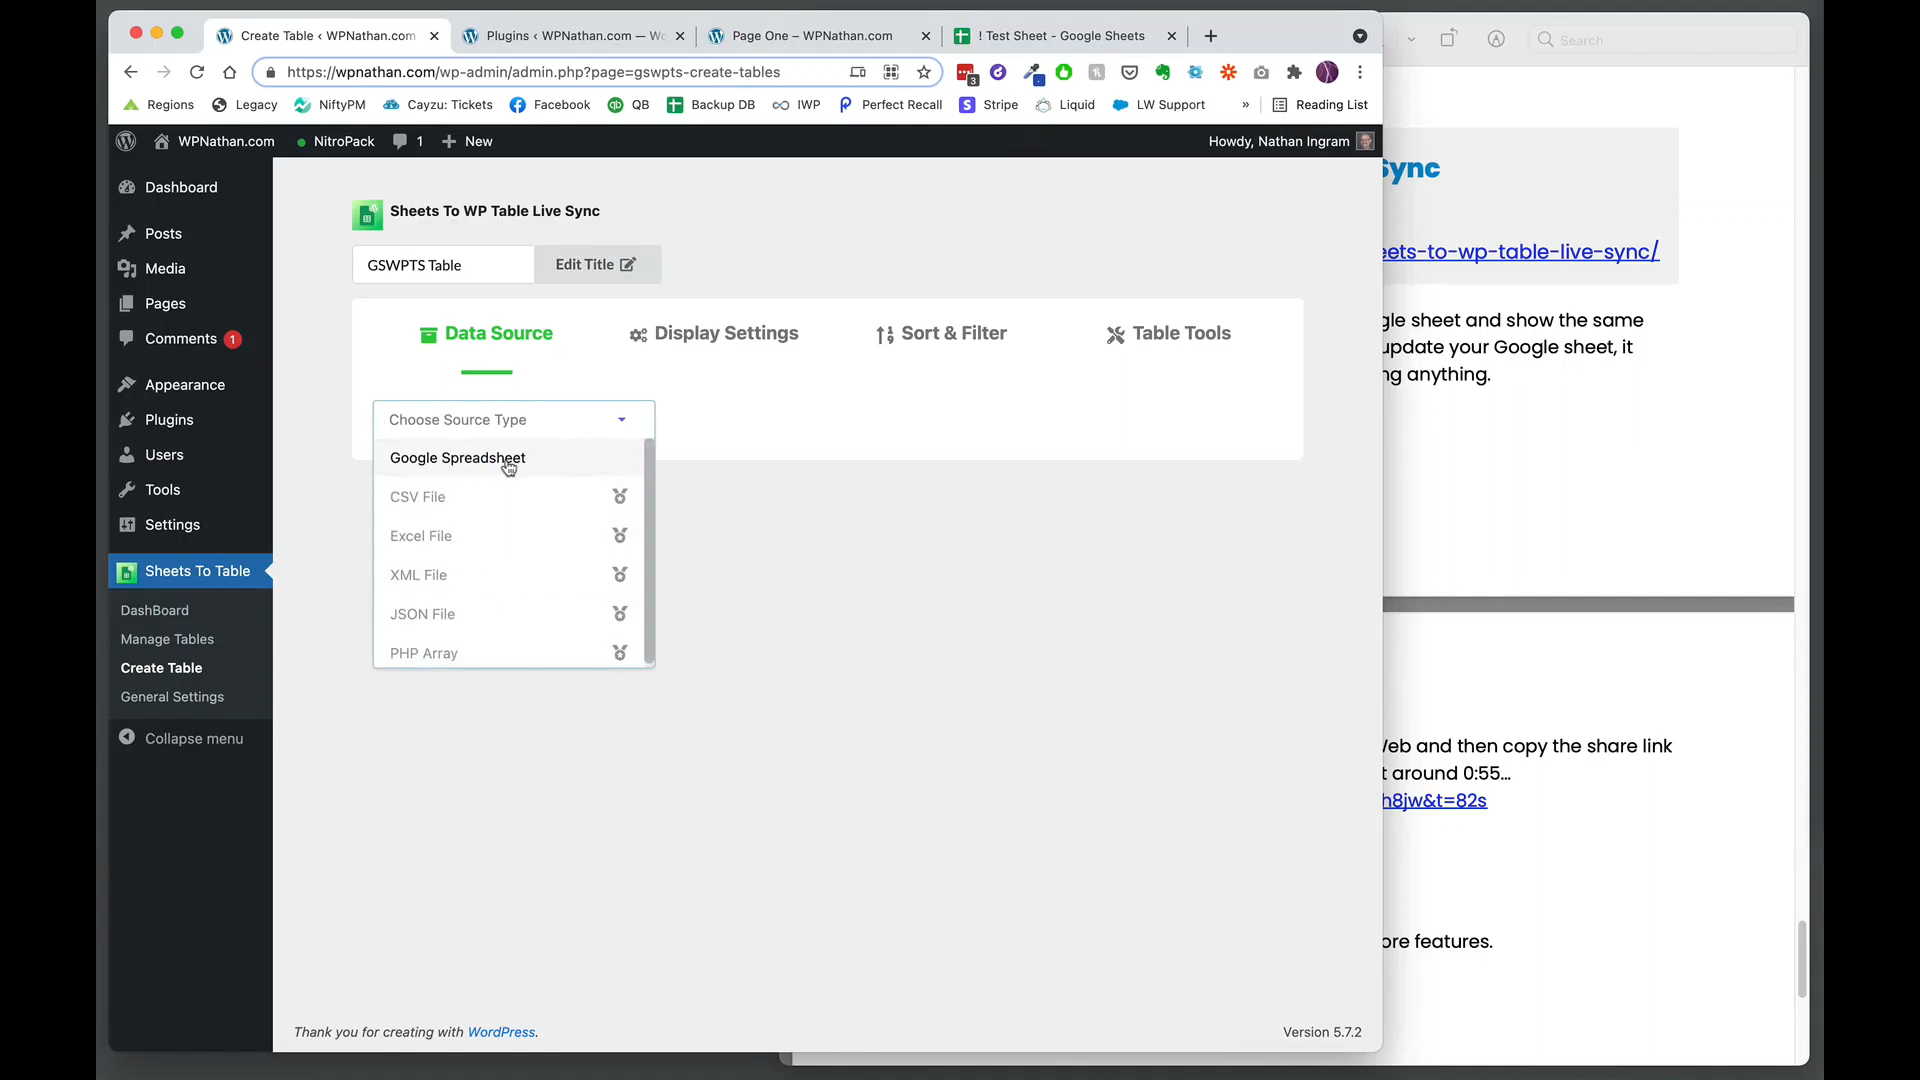 Create Table ‹ WPNathan.com
Plugins ‹ WPNathan.com — Wo
Page One – WPNathan.com
! Test Sheet - Google Sheets
Search
https://wpnathan.com/wp-admin/admin.php?page=gswpts-create-tables
3
Regions
Legacy
NiftyPM
Cayzu: Tickets
Facebook
QB
Backup DB
IWP
Perfect Recall
Stripe
Liquid
LW Support
»
Reading List
WPNathan.com
NitroPack
1
New
Howdy, Nathan Ingram
Dashboard
Posts
Media
Pages
Comments 1
Appearance
Plugins
Users
Tools
Settings
Sheets To Table
DashBoard
Manage Tables
Create Table
General Settings
Collapse menu
Sheets To WP Table Live Sync
GSWPTS Table
Edit Title
Data Source
Display Settings
Sort & Filter
Table Tools
Choose Source Type
Google Spreadsheet
CSV File
Excel File
XML File
JSON File
PHP Array
Thank you for creating with WordPress.
Version 5.7.2
Sync
eets-to-wp-table-live-sync/
gle sheet and show the same
update your Google sheet, it
ng anything.
Web and then copy the share link
t around 0:55...
h8jw&t=82s
ore features.